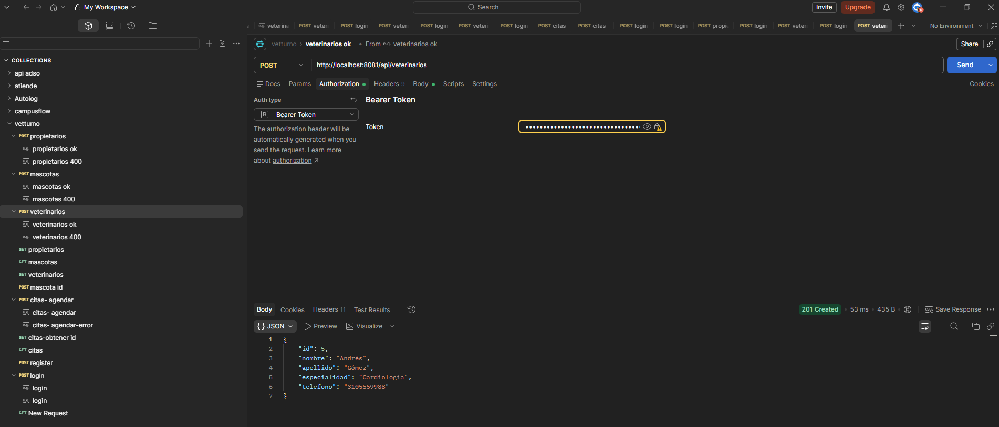 My Workspace
Search
Invite
Upgrade
veterina
POST veteri
POST login
POST veteri
POST login
POST veteri
POST login
POST citas-
POST citas-
POST login
POST login
POST propie
POST login
POST veteri
POST login
POST veteri
No Environment
COLLECTIONS
api adso
atiende
Autolog
campusflow
vetturno
POST propietarios
e.g. propietarios ok
e.g. propietarios 400
POST mascotas
e.g. mascotas ok
e.g. mascotas 400
POST veterinarios
e.g. veterinarios ok
e.g. veterinarios 400
GET propietarios
GET mascotas
GET veterinarios
POST mascota id
POST citas- agendar
e.g. citas- agendar
e.g. citas- agendar-error
GET citas-obtener id
GET citas
POST register
POST login
e.g. login
e.g. login
GET New Request
HTTP vetturno > veterinarios ok • From e.g. veterinarios ok
Share
POST http://localhost:8081/api/veterinarios
Send
Docs Params Authorization Headers 9 Body Scripts Settings
Cookies
Auth type
B Bearer Token
The authorization header will be
automatically generated when you
send the request. Learn more
about authorization ↗
Bearer Token
Token
Body Cookies Headers 11 Test Results
201 Created • 53 ms • 435 B
e.g. Save Response
{} JSON Preview Visualize
1 {
2 "id": 5,
3 "nombre": "Andrés",
4 "apellido": "Gómez",
5 "especialidad": "Cardiología",
6 "telefono": "3105559988"
7 }